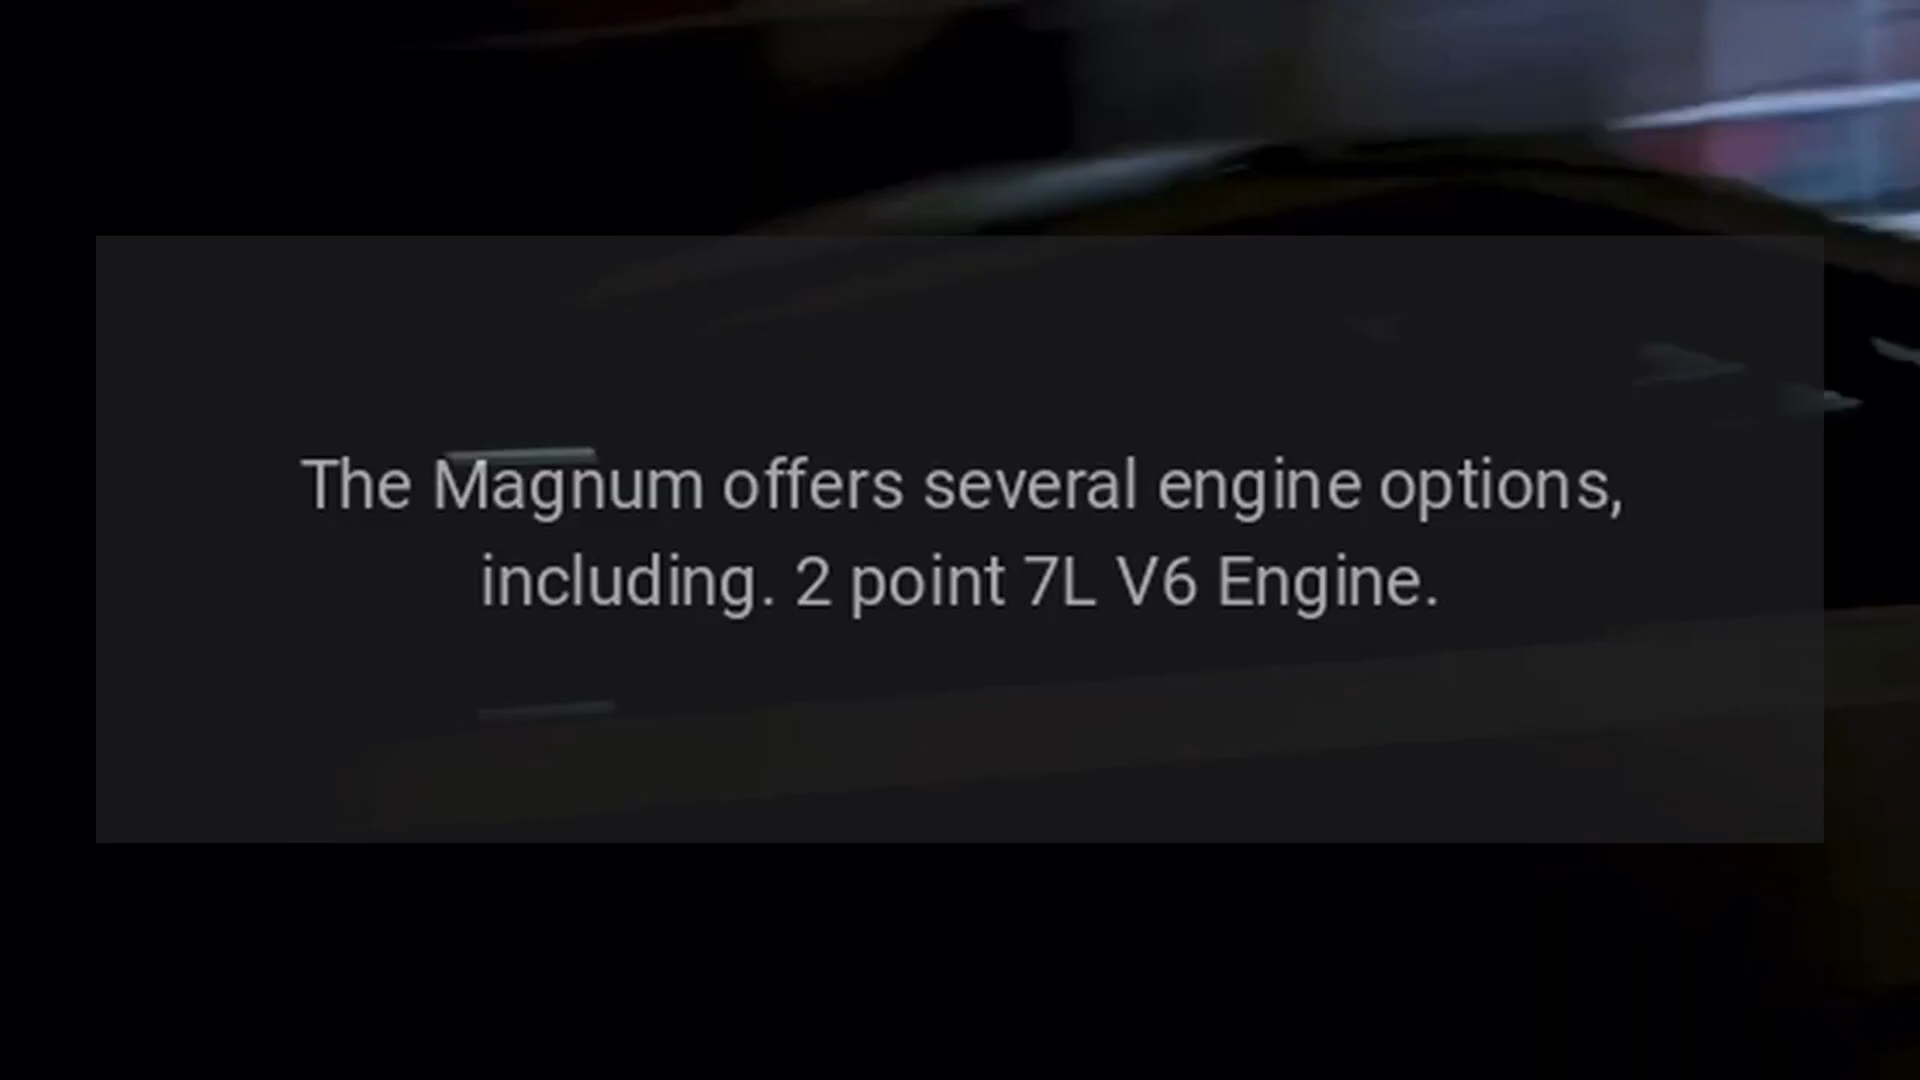 The Magnum offers several engine options,
including. 2 point 7L V6 Engine.